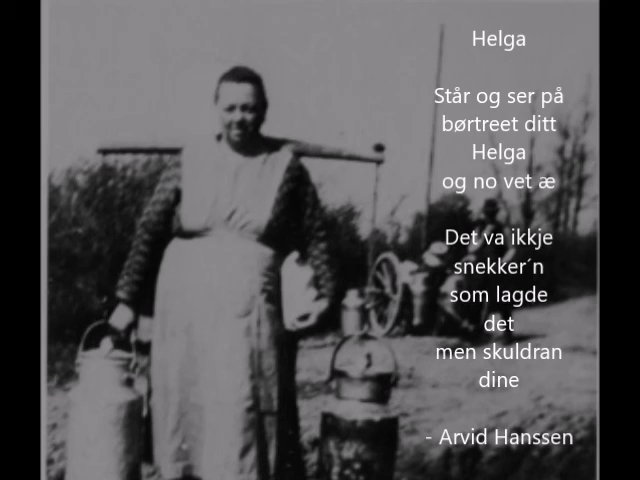 Helga
Står og ser på
børtreet ditt
Helga
og no vet æ
Det va ikkje
snekker´n
som lagde
det
men skuldran
dine
- Arvid Hanssen